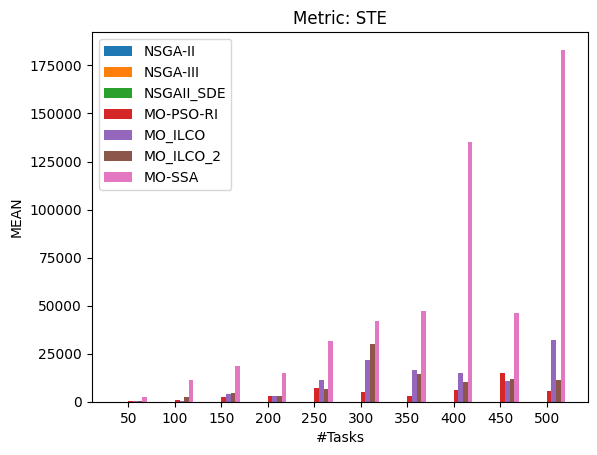 Metric: STE
NSGA-II
NSGA-III
NSGAII_SDE
MO-PSO-RI
MO_ILCO
MO_ILCO_2
MO-SSA
MEAN
175000
150000
125000
100000
75000
50000
25000
0
50 100 150 200 250 300 350 400 450 500
#Tasks